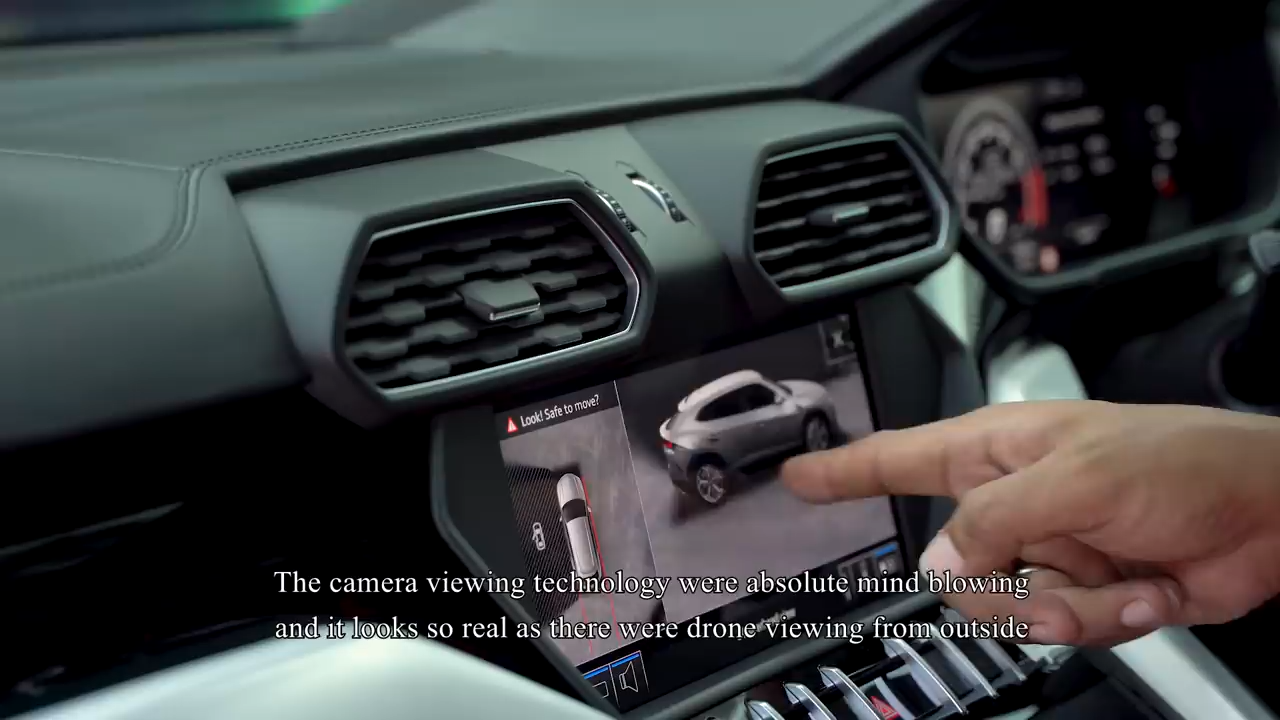 Look! Safe to move?
The camera viewing technology were absolute mind blowing
and it looks so real as there were drone viewing from outside